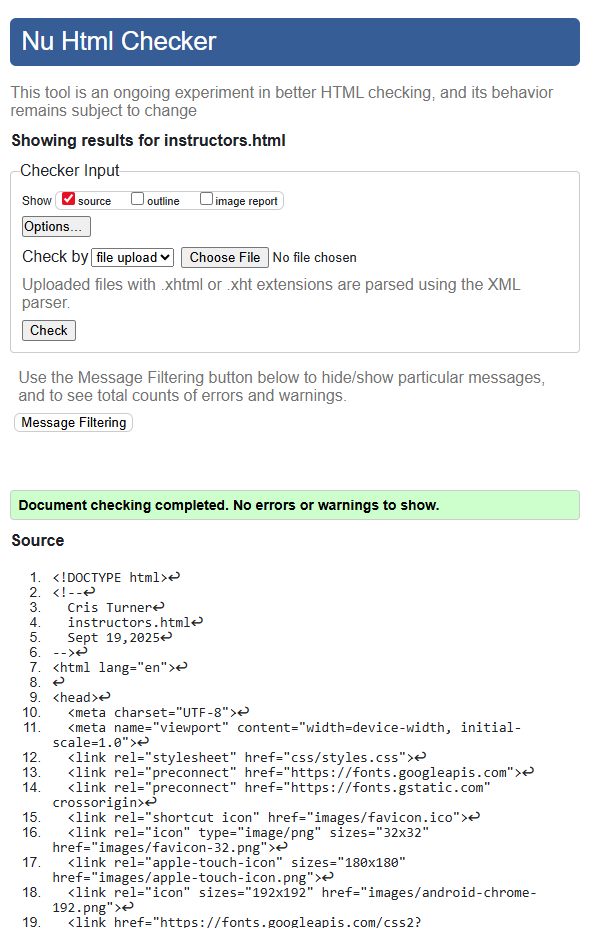 Nu Html Checker
This tool is an ongoing experiment in better HTML checking, and its behavior
remains subject to change
Showing results for instructors.html
Checker Input
Show source outline image report
Options...
Check by file upload Choose File No file chosen
Uploaded files with .xhtml or .xht extensions are parsed using the XML
parser.
Check
Use the Message Filtering button below to hide/show particular messages,
and to see total counts of errors and warnings.
Message Filtering
Document checking completed. No errors or warnings to show.
Source
1. <!DOCTYPE html>↩
2. <!--↩
3. Cris Turner↩
4. instructors.html↩
5. Sept 19,2025↩
6. -->↩
7. <html lang="en">↩
8. ↩
9. <head>↩
10. <meta charset="UTF-8">↩
11. <meta name="viewport" content="width=device-width, initial-
scale=1.0">↩
12. <link rel="stylesheet" href="css/styles.css">↩
13. <link rel="preconnect" href="https://fonts.googleapis.com">↩
14. <link rel="preconnect" href="https://fonts.gstatic.com"
crossorigin>↩
15. <link rel="shortcut icon" href="images/favicon.ico">↩
16. <link rel="icon" type="image/png" sizes="32x32"
href="images/favicon-32.png">↩
17. <link rel="apple-touch-icon" sizes="180x180"
href="images/apple-touch-icon.png">↩
18. <link rel="icon" sizes="192x192" href="images/android-chrome-
192.png">↩
19. <link href="https://fonts.googleapis.com/css2?